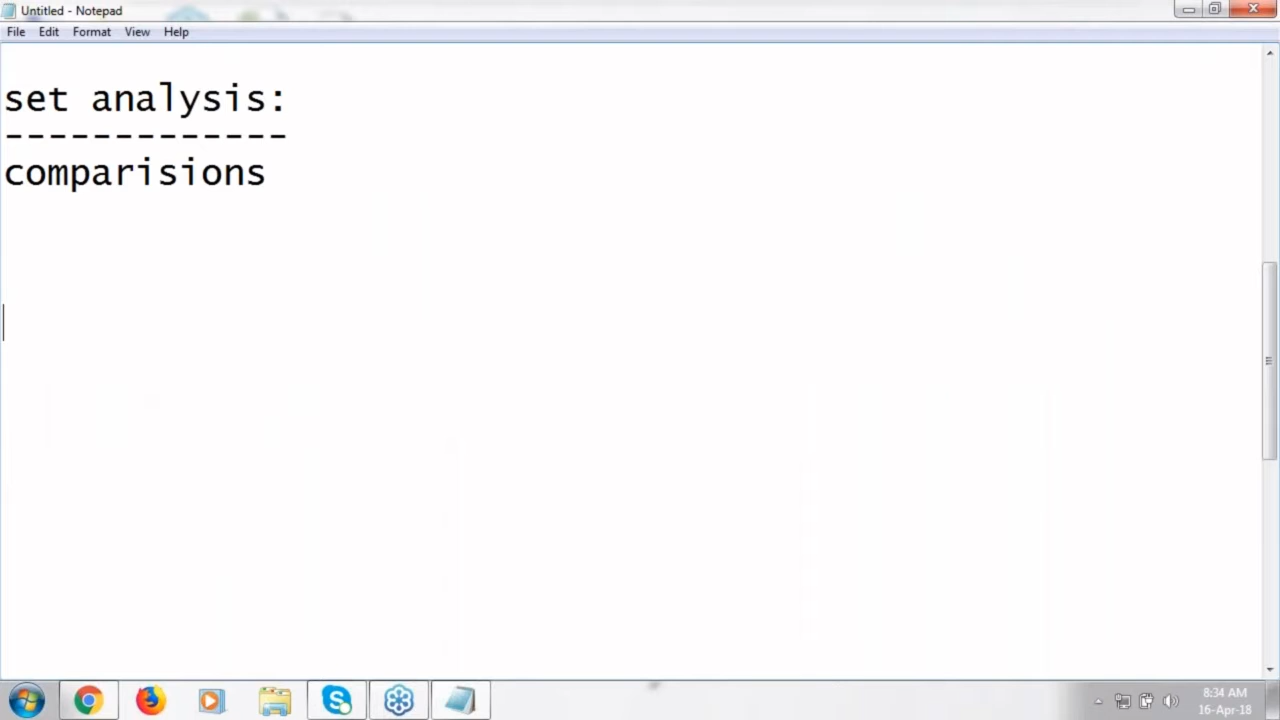 Untitled - Notepad
File Edit Format View Help
set analysis:
-------------
comparisions
8:34 AM
16-Apr-18